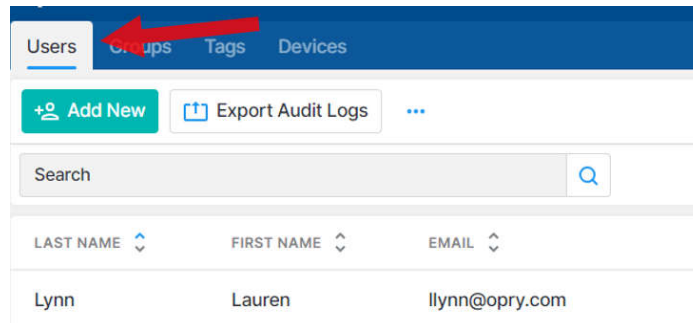 Users Groups Tags Devices
Add New Export Audit Logs ...
Search
LAST NAME FIRST NAME EMAIL
Lynn Lauren llynn@opry.com